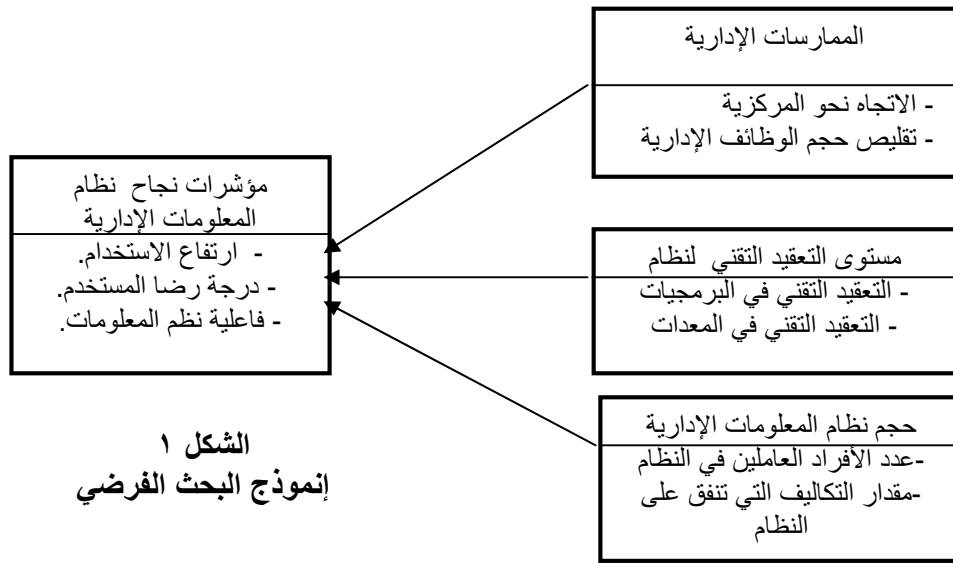 الممارسات الإدارية
- الاتجاه نحو المركزية
- تقليص حجم الوظائف الإدارية
مؤشرات نجاح نظام
المعلومات الإدارية
- ارتفاع الاستخدام.
- درجة رضا المستخدم.
- فاعلية نظم المعلومات.
مستوى التعقيد التقني لنظام
- التعقيد التقني في البرمجيات
- التعقيد التقني في المعدات
حجم نظام المعلومات الإدارية
-عدد الأفراد العاملين في النظام
-مقدار التكاليف التي تنفق على
النظام
الشكل ١
إنموذج البحث الفرضي